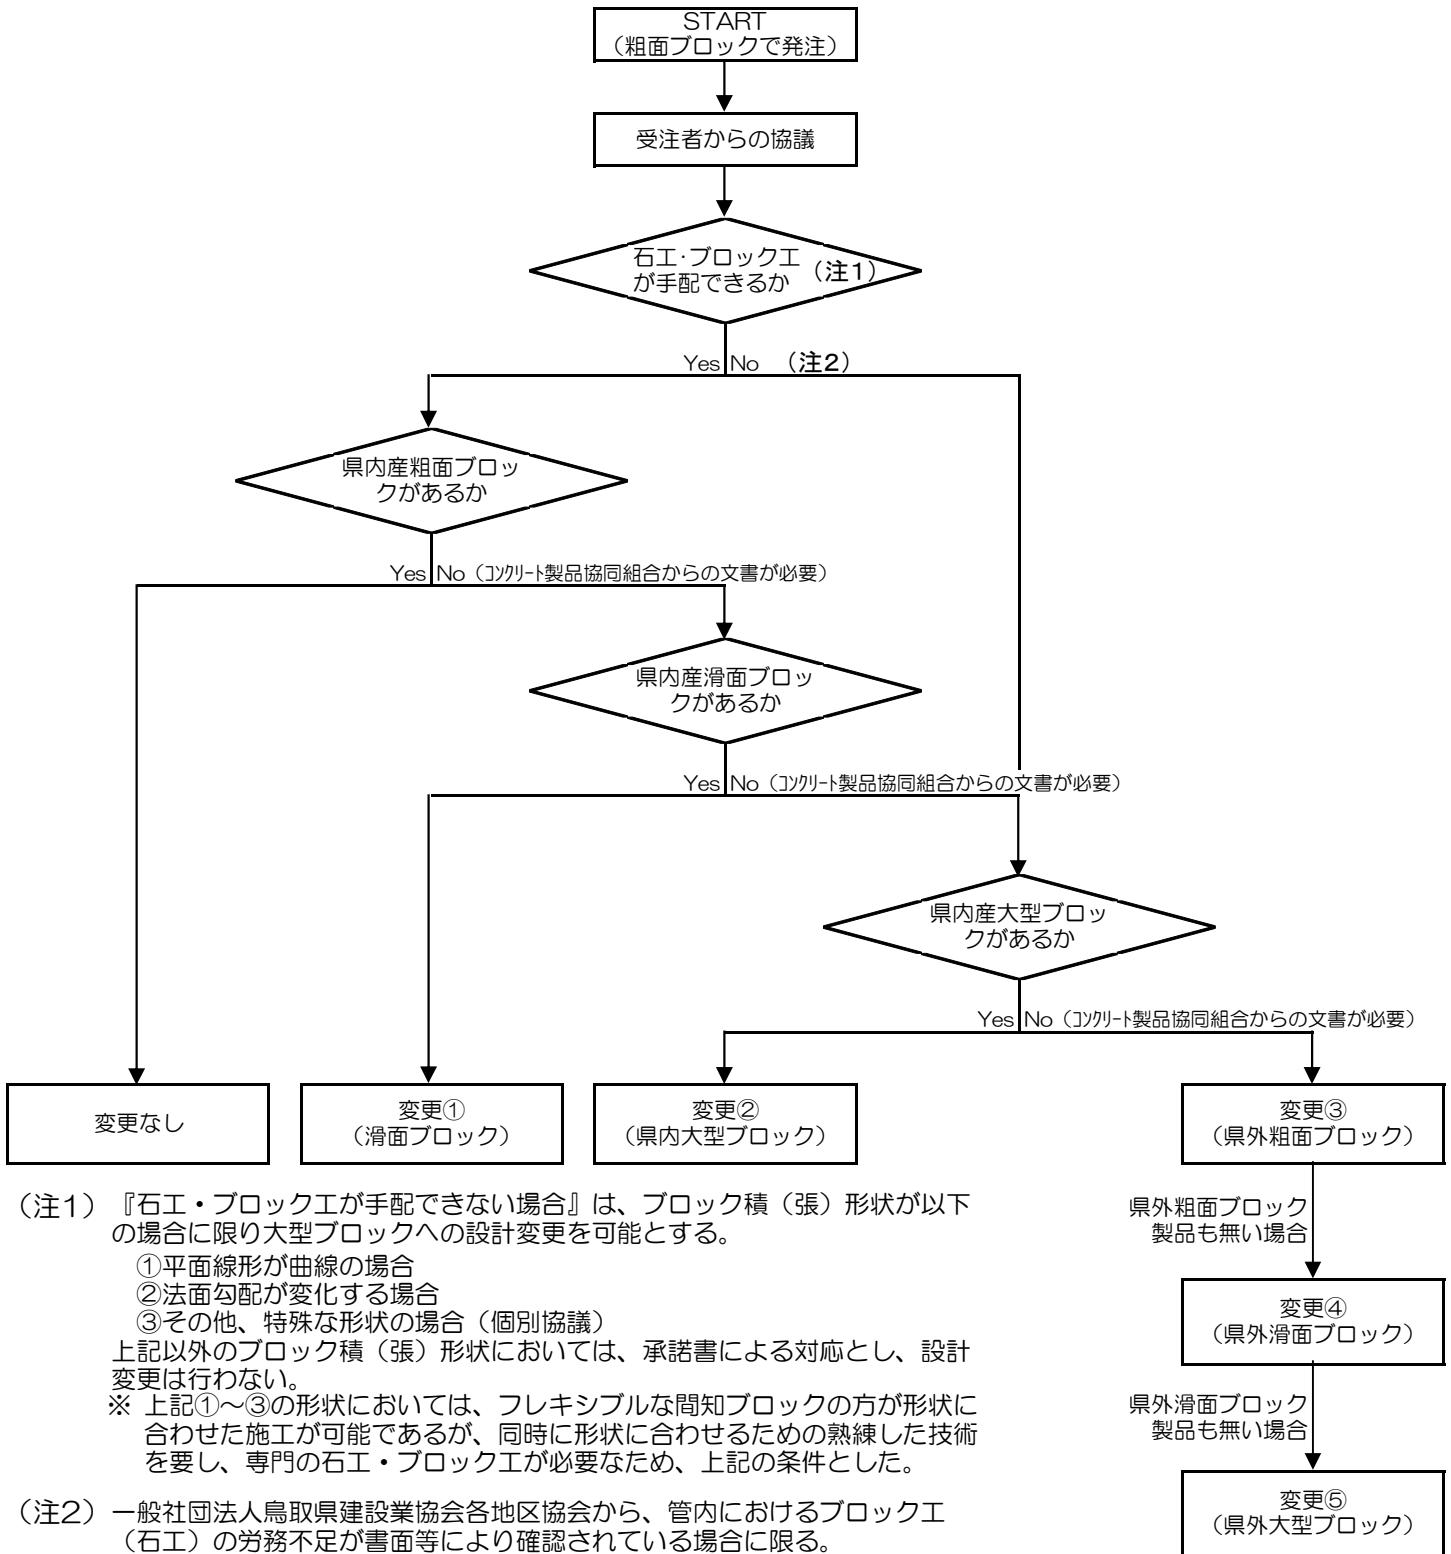 START
（粗面ブロックで発注）
受注者からの協議
石工･ブロック工
が手配できるか
（注1）
Yes No （注2）
県内産粗面ブロッ
クがあるか
Yes No（ｺﾝｸﾘｰﾄ製品協同組合からの文書が必要）
県内産滑面ブロッ
クがあるか
Yes No（ｺﾝｸﾘｰﾄ製品協同組合からの文書が必要）
県内産大型ブロッ
クがあるか
Yes No（ｺﾝｸﾘｰﾄ製品協同組合からの文書が必要）
変更なし
変更①
（滑面ブロック）
変更②
（県内大型ブロック）
変更③
（県外粗面ブロック）
県外粗面ブロック
製品も無い場合
変更④
（県外滑面ブロック）
県外滑面ブロック
製品も無い場合
変更⑤
（県外大型ブロック）
（注1）『石工・ブロック工が手配できない場合』は、ブロック積（張）形状が以下
の場合に限り大型ブロックへの設計変更を可能とする。
①平面線形が曲線の場合
②法面勾配が変化する場合
③その他、特殊な形状の場合（個別協議）
上記以外のブロック積（張）形状においては、承諾書による対応とし、設計
変更は行わない。
※ 上記①～③の形状においては、フレキシブルな間知ブロックの方が形状に
合わせた施工が可能であるが、同時に形状に合わせるための熟練した技術
を要し、専門の石工・ブロック工が必要なため、上記の条件とした。
（注2）一般社団法人鳥取県建設業協会各地区協会から、管内におけるブロック工
（石工）の労務不足が書面等により確認されている場合に限る。